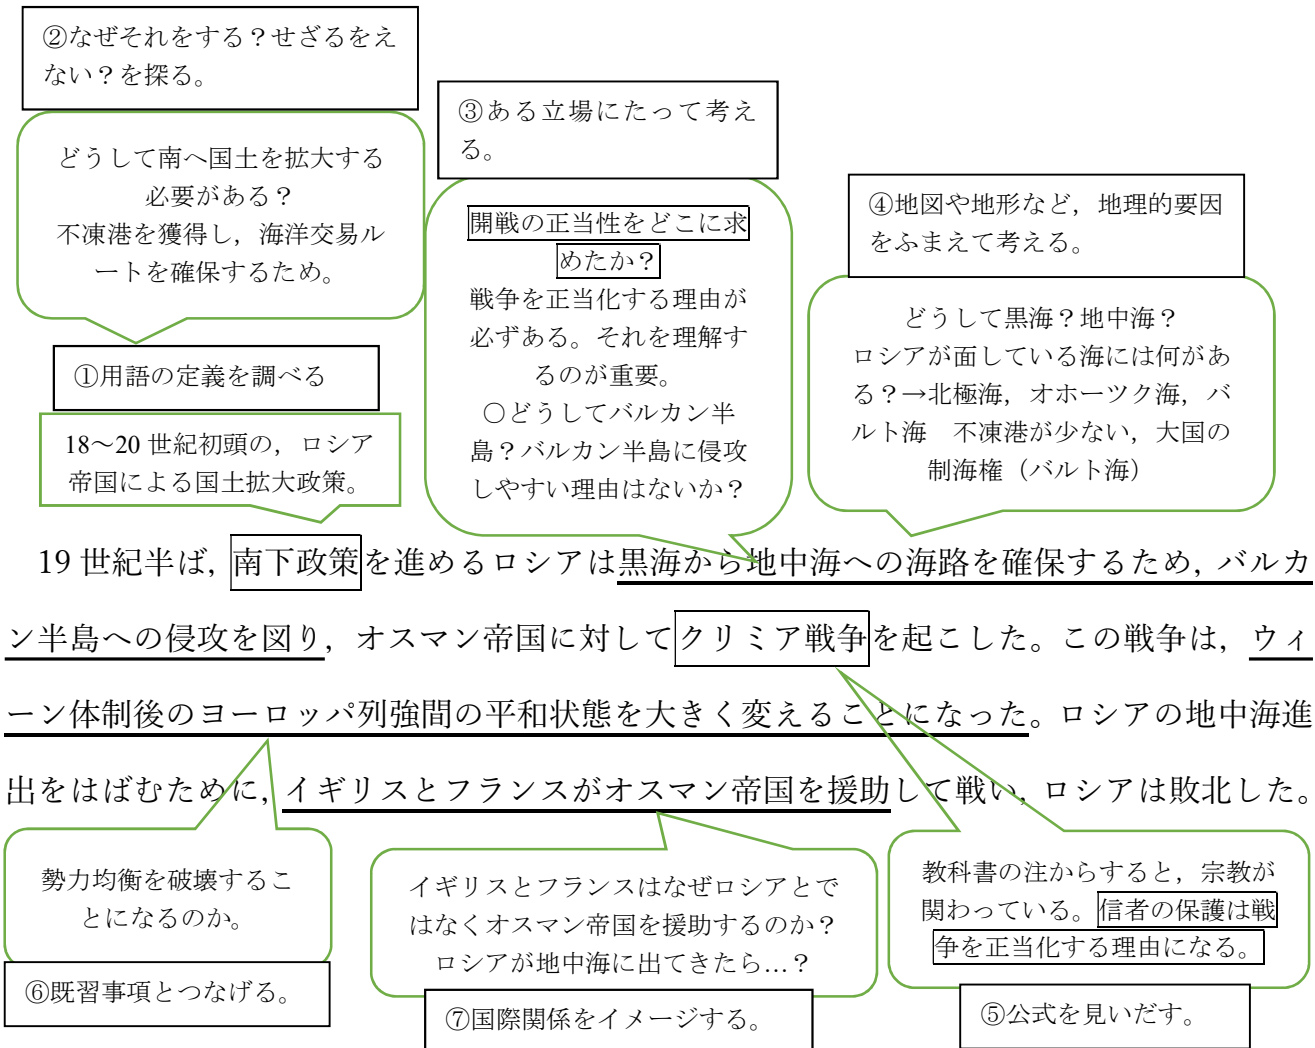 ②なぜそれをする？せざるをえ
ない？を探る。
どうして南へ国土を拡大する
必要がある？
不凍港を獲得し，海洋交易ル
ートを確保するため。
①用語の定義を調べる
18～20 世紀初頭の，ロシア
帝国による国土拡大政策。
③ある立場にたって考え
る。
開戦の正当性をどこに求
めたか？
戦争を正当化する理由が
必ずある。それを理解す
るのが重要。
○どうしてバルカン半
島？バルカン半島に侵攻
しやすい理由はないか？
④地図や地形など，地理的要因
をふまえて考える。
どうして黒海？地中海？
ロシアが面している海には何があ
る？→北極海，オホーツク海，バ
ルト海　不凍港が少ない，大国の
制海権（バルト海）
19 世紀半ば，南下政策を進めるロシアは黒海から地中海への海路を確保するため，バルカ
ン半島への侵攻を図り，オスマン帝国に対してクリミア戦争を起こした。この戦争は，ウィ
ーン体制後のヨーロッパ列強間の平和状態を大きく変えることになった。ロシアの地中海進
出をはばむために，イギリスとフランスがオスマン帝国を援助して戦い，ロシアは敗北した。
勢力均衡を破壊するこ
とになるのか。
⑥既習事項とつなげる。
イギリスとフランスはなぜロシアとで
はなくオスマン帝国を援助するのか？
ロシアが地中海に出てきたら…？
⑦国際関係をイメージする。
教科書の注からすると，宗教が
関わっている。信者の保護は戦
争を正当化する理由になる。
⑤公式を見いだす。